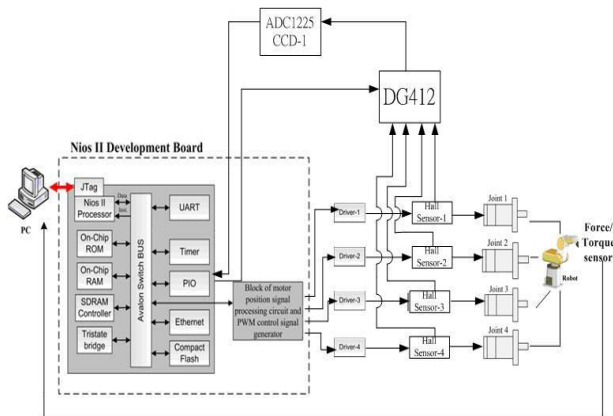 ADC1225
CCD-1
DG412
Nios II Development Board
PC
JTag
Nios II
Processor
Data
Inst.
On-Chip
ROM
On-Chip
RAM
SDRAM
Controller
Tristate
bridge
Avalon Switch BUS
UART
Timer
PIO
Ethernet
Compact
Flash
Block of motor
position signal
processing circuit and
PWM control signal
generator
Driver-1
Driver-2
Driver-3
Driver-4
Hall
Sensor-1
Hall
Sensor-2
Hall
Sensor-3
Hall
Sensor-4
Joint 1
Joint 2
Joint 3
Joint 4
Force/
Torque
sensor
Robot